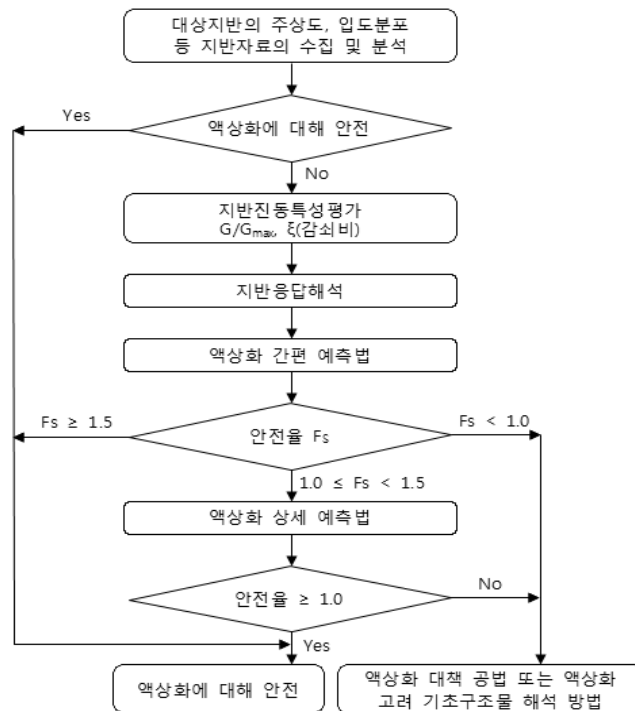 대상지반의 주상도, 입도분포
등 지반자료의 수집 및 분석
Yes
액상화에 대해 안전
No
지반진동특성평가
G/Gmax, ξ(감쇠비)
지반응답해석
액상화 간편 예측법
Fs ≥ 1.5
안전율 Fs
Fs < 1.0
1.0 ≤ Fs < 1.5
액상화 상세 예측법
안전율 ≥ 1.0
No
Yes
액상화에 대해 안전
액상화 대책 공법 또는 액상화
고려 기초구조물 해석 방법